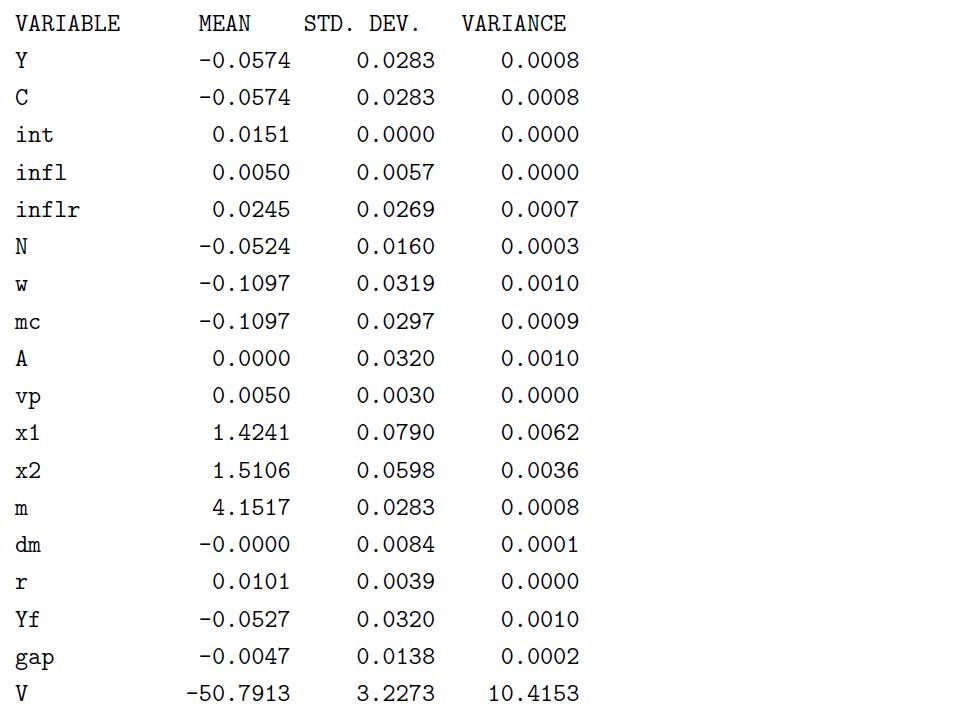 VARIABLE MEAN STD. DEV. VARIANCE
Y -0.0574 0.0283 0.0008
C -0.0574 0.0283 0.0008
int 0.0151 0.0000 0.0000
infl 0.0050 0.0057 0.0000
inflr 0.0245 0.0269 0.0007
N -0.0524 0.0160 0.0003
w -0.1097 0.0319 0.0010
mc -0.1097 0.0297 0.0009
A 0.0000 0.0320 0.0010
vp 0.0050 0.0030 0.0000
x1 1.4241 0.0790 0.0062
x2 1.5106 0.0598 0.0036
m 4.1517 0.0283 0.0008
dm -0.0000 0.0084 0.0001
r 0.0101 0.0039 0.0000
Yf -0.0527 0.0320 0.0010
gap -0.0047 0.0138 0.0002
V -50.7913 3.2273 10.4153